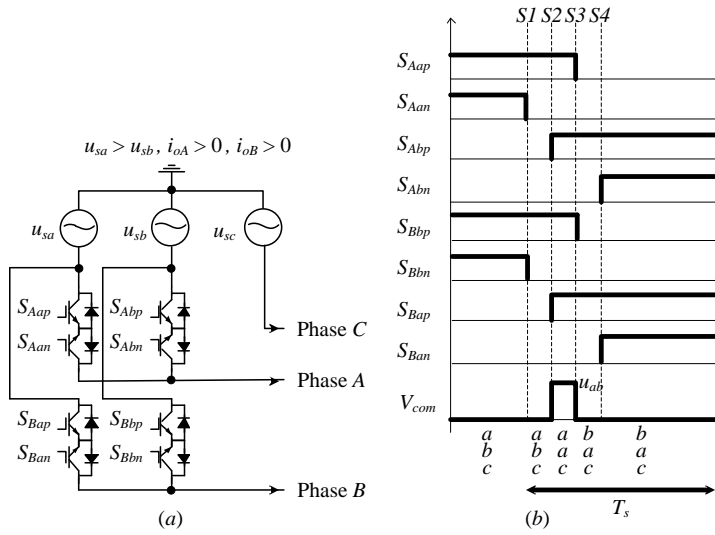 u_sa > u_sb, i_oA > 0, i_oB > 0
u_sa
u_sb
u_sc
S_Aap
S_Aan
S_Abp
S_Abn
Phase C
Phase A
S_Bap
S_Ban
S_Bbp
S_Bbn
Phase B
(a)
S1 S2 S3 S4
S_Aap
S_Aan
S_Abp
S_Abn
S_Bbp
S_Bbn
S_Bap
S_Ban
u_ab
V_com
a a a b b
b b a a a
c c c c c
T_s
(b)